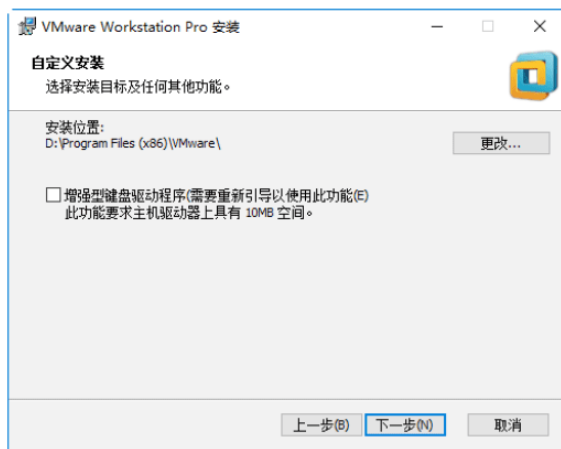 VMware Workstation Pro 安装
自定义安装
选择安装目标及任何其他功能。
安装位置:
D:\Program Files (x86)\VMware\
更改...
增强型键盘驱动程序(需要重新引导以使用此功能(E)
此功能要求主机驱动器上具有 10MB 空间。
上一步(B) 下一步(N) 取消